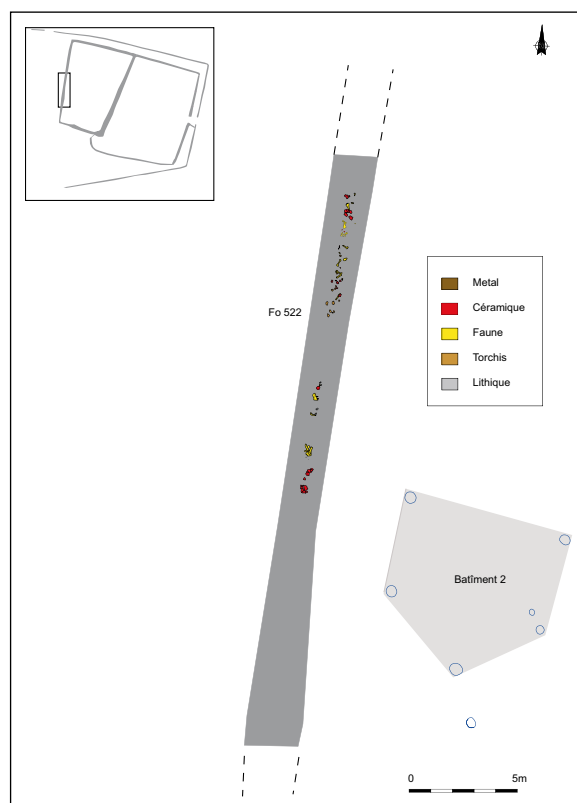 Metal
Céramique
Fo 522
Faune
Torchis
Lithique
Batîment 2
0 5m